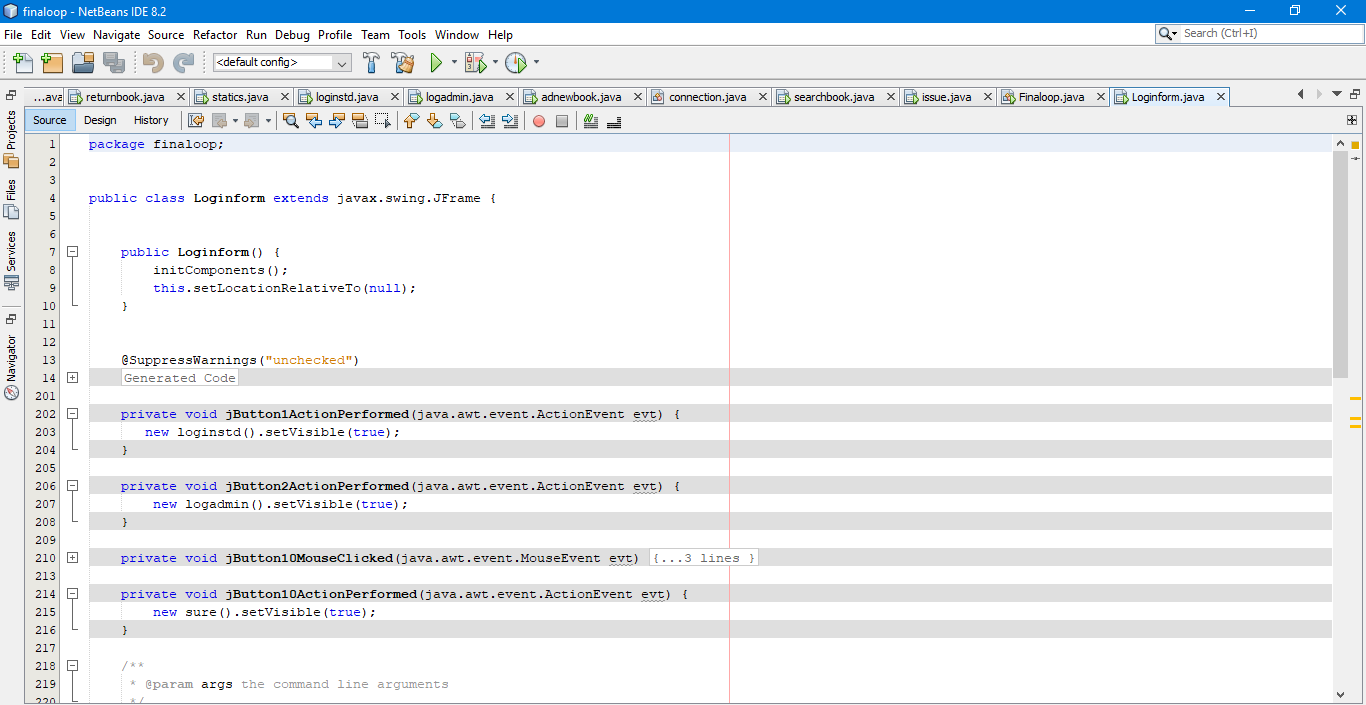 finaloop - NetBeans IDE 8.2
File Edit View Navigate Source Refactor Run Debug Profile Team Tools Window Help
Search (Ctrl+I)
<default config>
...ava returnbook.java statics.java loginstd.java logadmin.java adnewbook.java connection.java searchbook.java issue.java Finaloop.java Loginform.java
Source Design History
Projects
Files
Services
Navigator
1 package finaloop;
2
3
4 public class Loginform extends javax.swing.JFrame {
5
6
7 public Loginform() {
8 initComponents();
9 this.setLocationRelativeTo(null);
10 }
11
12
13 @SuppressWarnings("unchecked")
14 Generated Code
201
202 private void jButton1ActionPerformed(java.awt.event.ActionEvent evt) {
203 new loginstd().setVisible(true);
204 }
205
206 private void jButton2ActionPerformed(java.awt.event.ActionEvent evt) {
207 new logadmin().setVisible(true);
208 }
209
210 private void jButton10MouseClicked(java.awt.event.MouseEvent evt) {...3 lines }
213
214 private void jButton10ActionPerformed(java.awt.event.ActionEvent evt) {
215 new sure().setVisible(true);
216 }
217
218 /**
219 * @param args the command line arguments
220 */